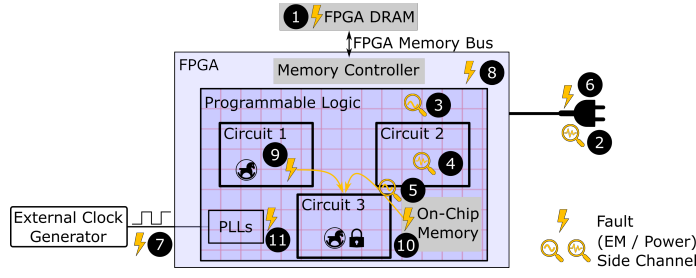 1 FPGA DRAM
FPGA Memory Bus
FPGA
Memory Controller
8
6
2
Programmable Logic
3
Circuit 1
9
Circuit 2
4
5
Circuit 3
10
On-Chip
Memory
PLLs
11
External Clock
Generator
7
Fault
(EM / Power)
Side Channel